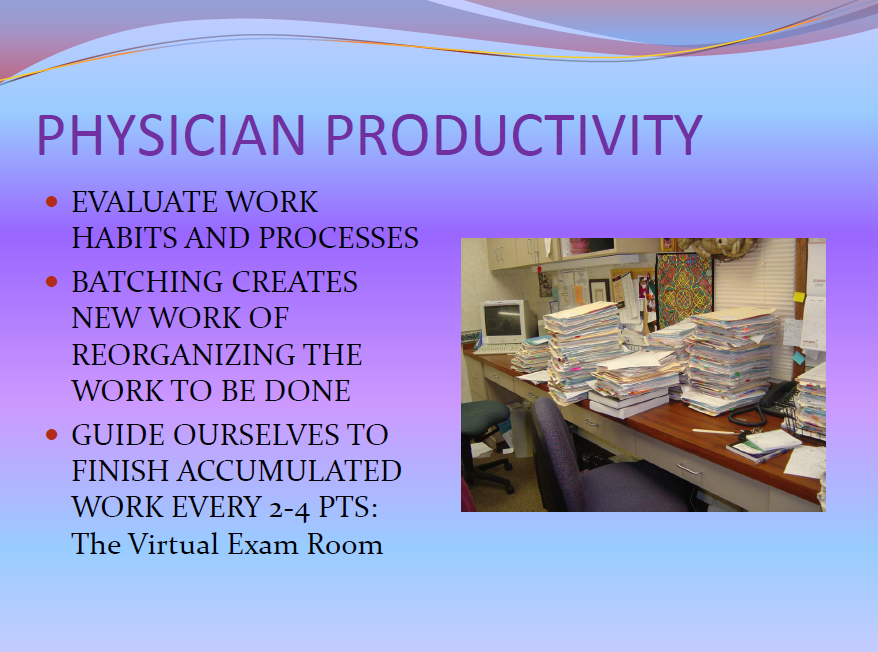 PHYSICIAN PRODUCTIVITY
EVALUATE WORK
HABITS AND PROCESSES
BATCHING CREATES
NEW WORK OF
REORGANIZING THE
WORK TO BE DONE
GUIDE OURSELVES TO
FINISH ACCUMULATED
WORK EVERY 2-4 PTS:
The Virtual Exam Room